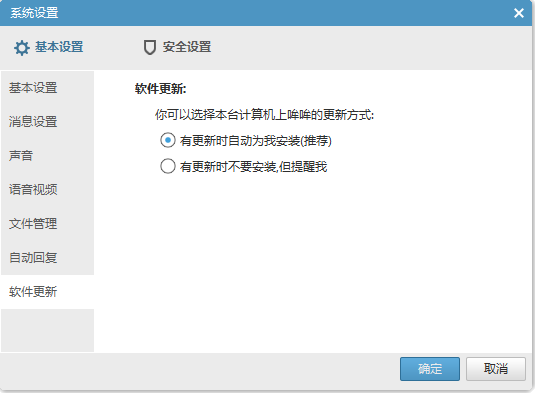 系统设置
基本设置
安全设置
基本设置
消息设置
声音
语音视频
文件管理
自动回复
软件更新
软件更新:
你可以选择本台计算机上哞哞的更新方式:
有更新时自动为我安装(推荐)
有更新时不要安装,但提醒我
确定
取消